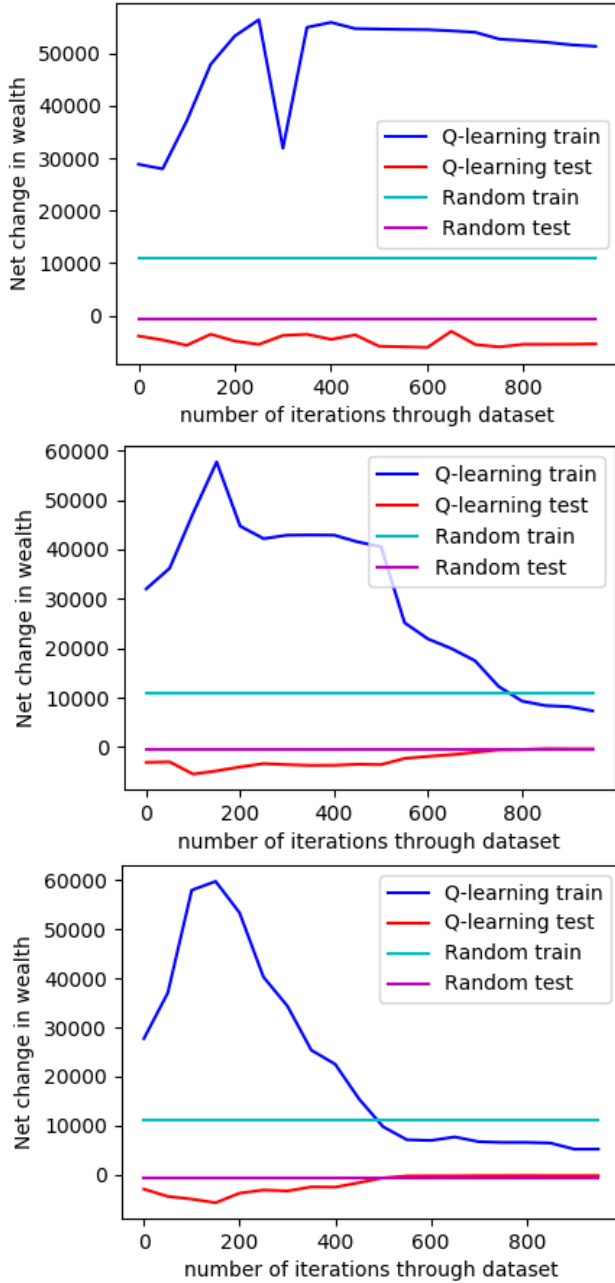 50000
40000
30000
20000
10000
0
Net change in wealth
Q-learning train
Q-learning test
Random train
Random test
0 200 400 600 800
number of iterations through dataset
60000
50000
40000
30000
20000
10000
0
Net change in wealth
Q-learning train
Q-learning test
Random train
Random test
0 200 400 600 800
number of iterations through dataset
60000
50000
40000
30000
20000
10000
0
Net change in wealth
Q-learning train
Q-learning test
Random train
Random test
0 200 400 600 800
number of iterations through dataset